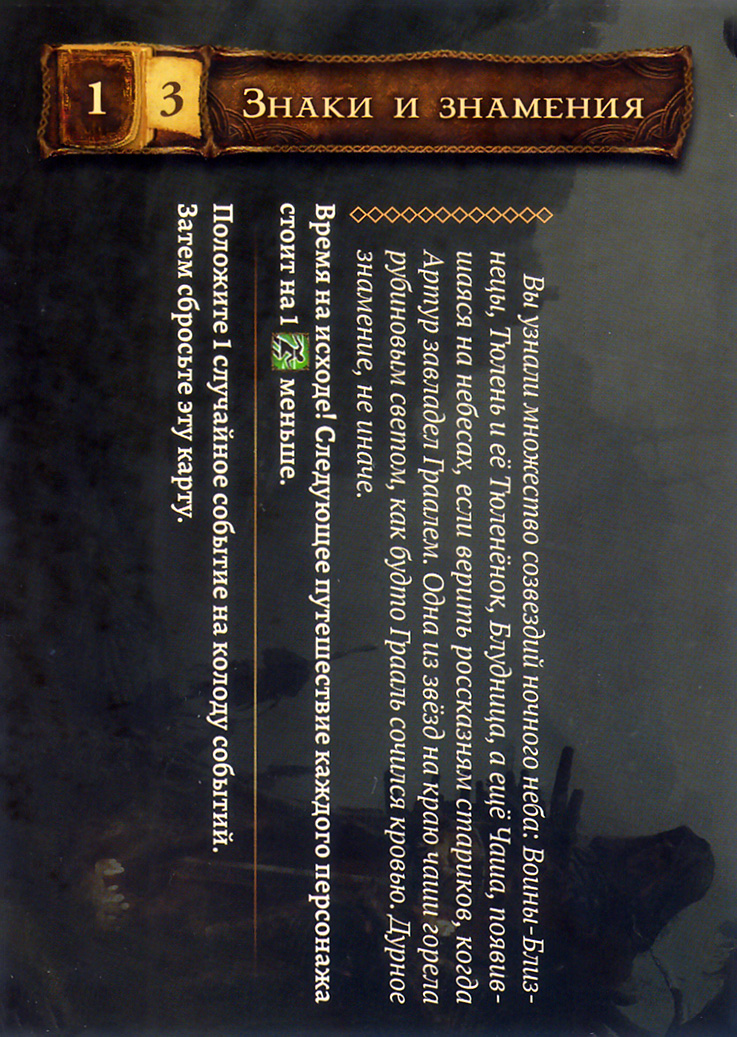 1 3 Знаки и знамения
Вы узнали множество созвездий ночного неба: Воины-Близ-
нецы, Тюлень и её Тюленёнок, Блудница, а ещё Чаша, появив-
шаяся на небесах, если верить россказням стариков, когда
Артур завладел Граалем. Одна из звёзд на краю чаши горела
рубиновым светом, как будто Грааль сочился кровью. Дурное
знамение, не иначе.
Время на исходе! Следующее путешествие каждого персонажа
стоит на 1 меньше.
Положите 1 случайное событие на колоду событий.
Затем сбросьте эту карту.